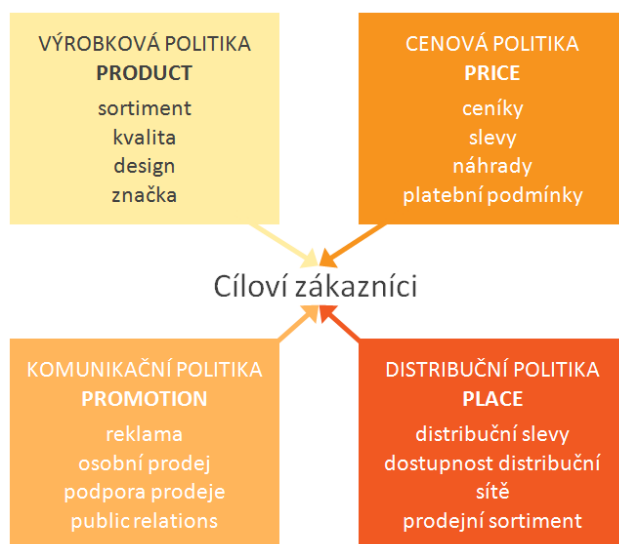 VÝROBKOVÁ POLITIKA
PRODUCT
sortiment
kvalita
design
značka
CENOVÁ POLITIKA
PRICE
ceníky
slevy
náhrady
platební podmínky
Cíloví zákazníci
KOMUNIKAČNÍ POLITIKA
PROMOTION
reklama
osobní prodej
podpora prodeje
public relations
DISTRIBUČNÍ POLITIKA
PLACE
distribuční slevy
dostupnost distribuční
sítě
prodejní sortiment